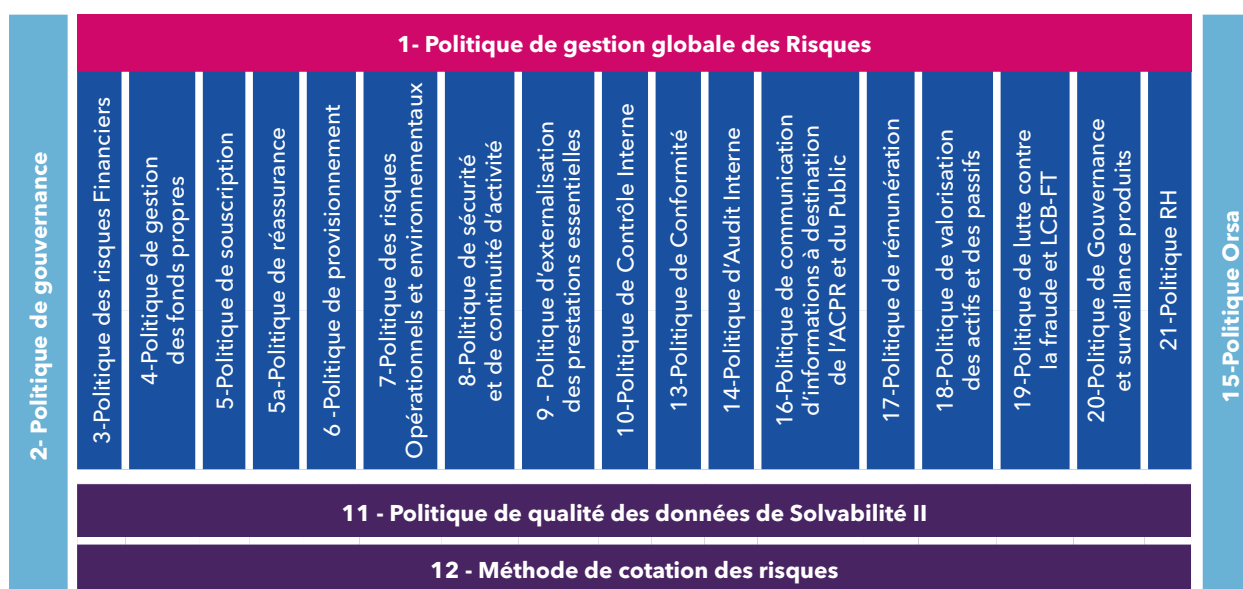 1- Politique de gestion globale des Risques
2- Politique de gouvernance
3-Politique des risques Financiers
4-Politique de gestion
des fonds propres
5-Politique de souscription
5a-Politique de réassurance
6 -Politique de provisionnement
7-Politique des risques
Opérationnels et environnementaux
8-Politique de sécurité
et de continuité d'activité
9 - Politique d'externalisation
des prestations essentielles
10-Politique de Contrôle Interne
13-Politique de Conformité
14-Politique d'Audit Interne
16-Politique de communication
d'informations à destination
de l'ACPR et du Public
17-Politique de rémunération
18-Politique de valorisation
des actifs et des passifs
19-Politique de lutte contre
la fraude et LCB-FT
20-Politique de Gouvernance
et surveillance produits
21-Politique RH
15-Politique Orsa
11 - Politique de qualité des données de Solvabilité II
12 - Méthode de cotation des risques